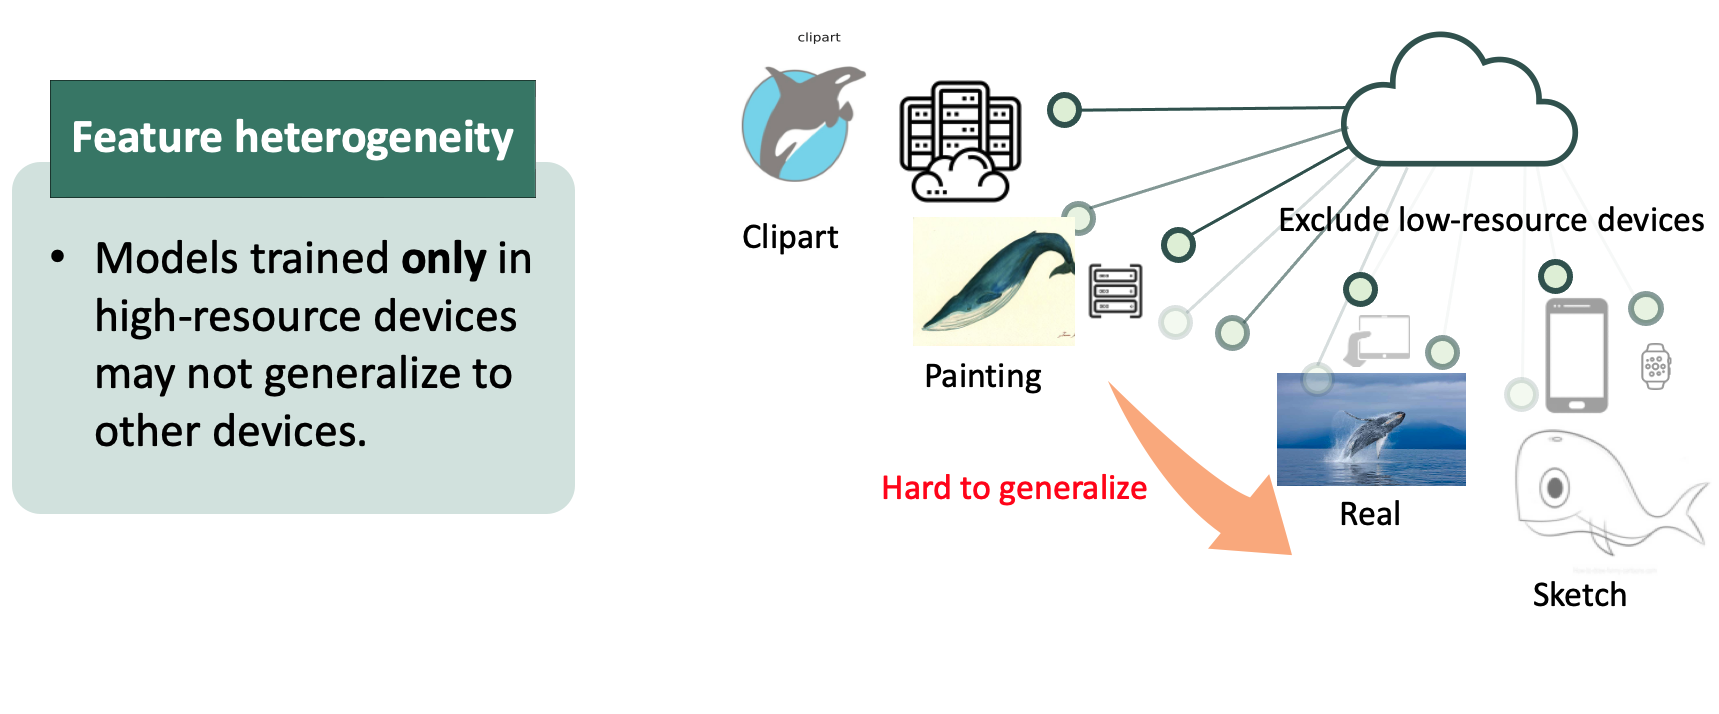 Feature heterogeneity
• Models trained only in
high-resource devices
may not generalize to
other devices.
clipart
Clipart
Exclude low-resource devices
Painting
Hard to generalize
Real
Sketch